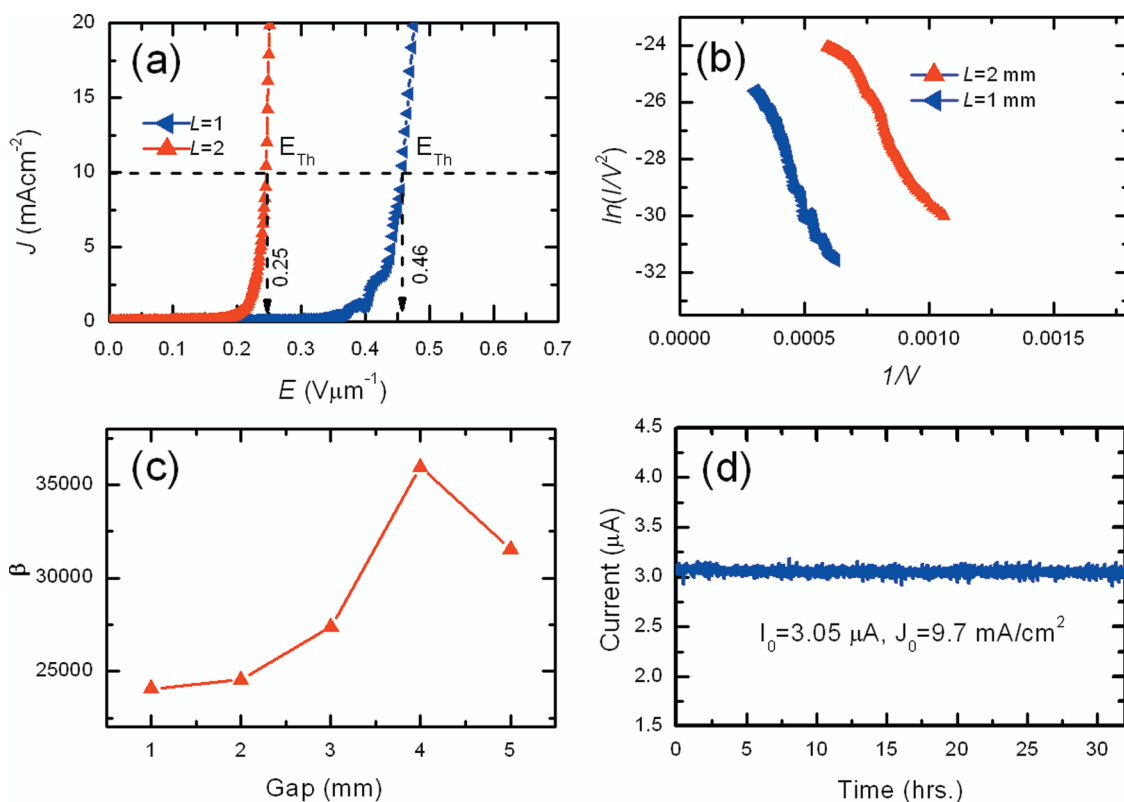 (a)
L=1
L=2
E_Th
E_Th
0.25
0.46
20
15
10
5
0
0.0 0.1 0.2 0.3 0.4 0.5 0.6 0.7
J (mAcm⁻²)
E (Vμm⁻¹)
(b)
L=2 mm
L=1 mm
-24
-26
-28
-30
-32
0.0000 0.0005 0.0010 0.0015
ln(I/V²)
1/V
(c)
35000
30000
25000
β
1 2 3 4 5
Gap (mm)
(d)
4.5
4.0
3.5
3.0
2.5
2.0
1.5
Current (μA)
I₀=3.05 μA, J₀=9.7 mA/cm²
0 5 10 15 20 25 30
Time (hrs.)